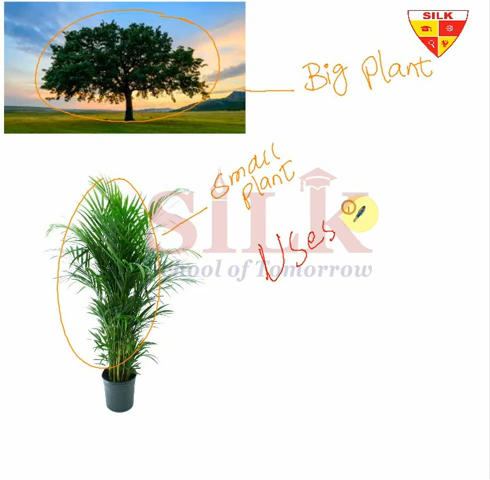 SILK
Big Plant
Small
Plant
SiLK
School of Tomorrow
Uses